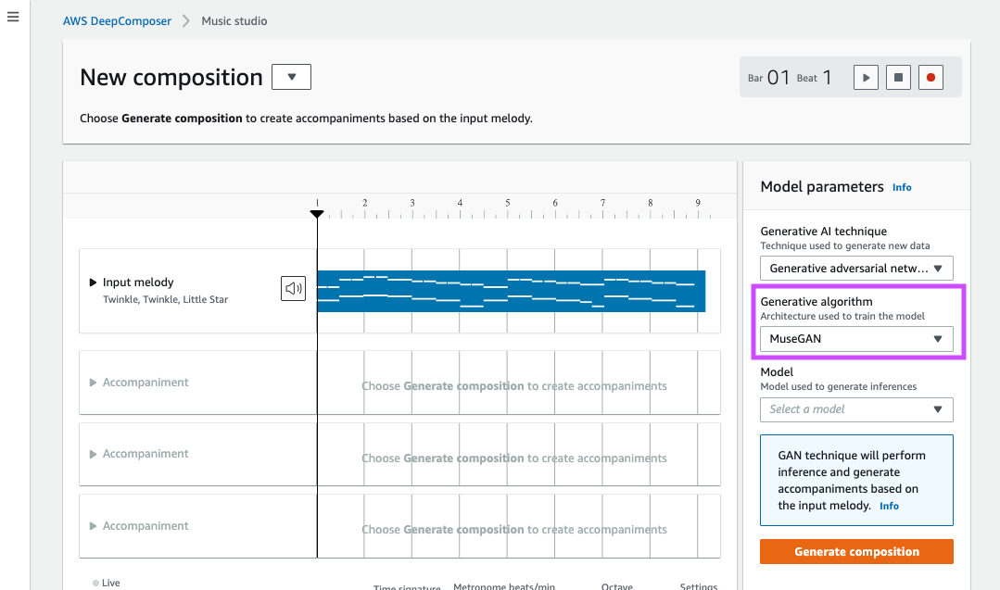 AWS DeepComposer > Music studio
New composition
Bar 01 Beat 1
Choose Generate composition to create accompaniments based on the input melody.
Model parameters Info
1 2 3 4 5 6 7 8 9
Generative AI technique
Technique used to generate new data
Generative adversarial netw...
Input melody
Twinkle, Twinkle, Little Star
Generative algorithm
Architecture used to train the model
MuseGAN
Model
Model used to generate inferences
Select a model
Accompaniment
Choose Generate composition to create accompaniments
Accompaniment
Choose Generate composition to create accompaniments
GAN technique will perform
inference and generate
accompaniments based on
the input melody. Info
Accompaniment
Choose Generate composition to create accompaniments
Generate composition
Live
Time signature Metronome beats/min Octave Settings